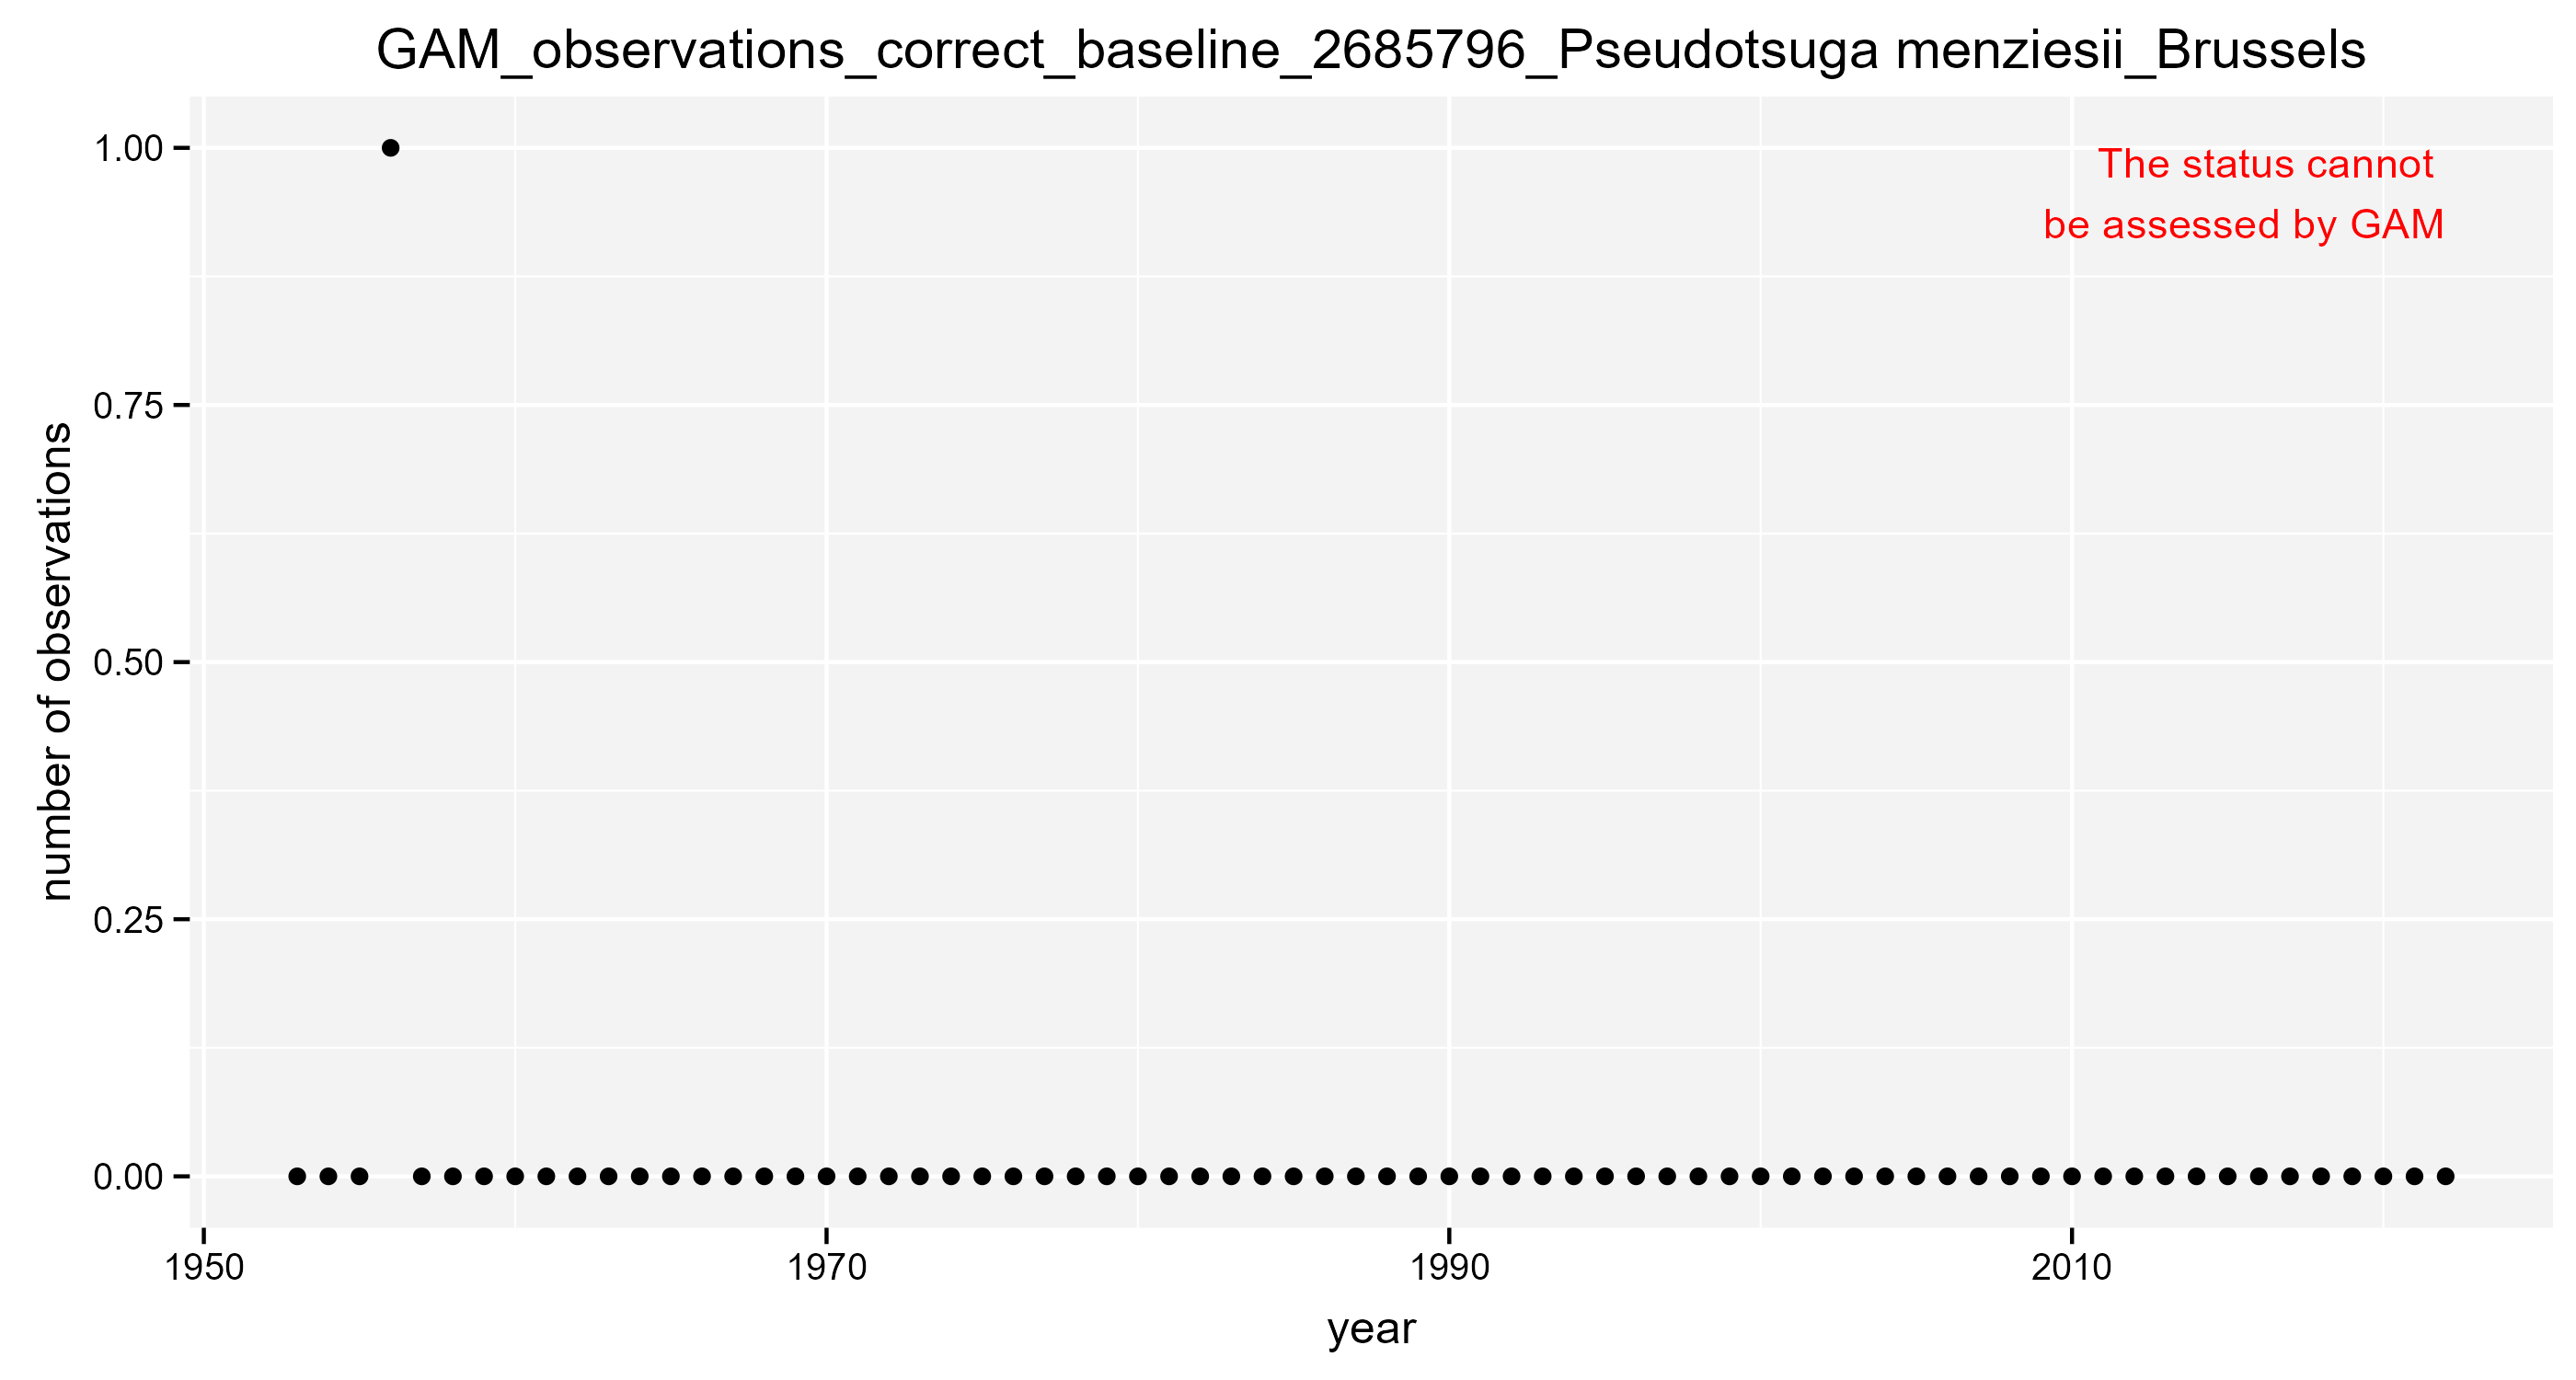 GAM_observations_correct_baseline_2685796_Pseudotsuga menziesii_Brussels
The status cannot
be assessed by GAM
number of observations
1.00
0.75
0.50
0.25
0.00
1950 1970 1990 2010
year